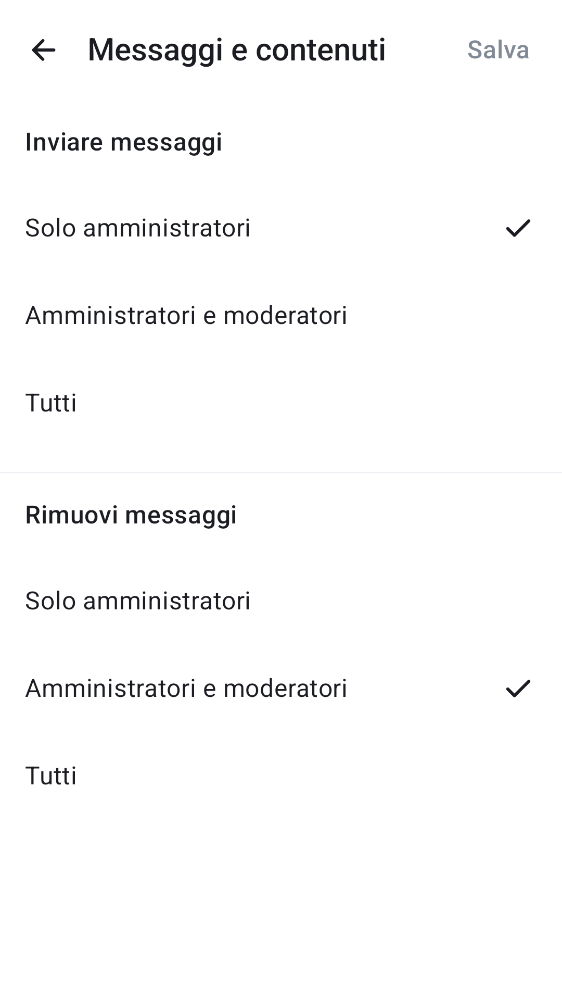 Messaggi e contenuti Salva
Inviare messaggi
Solo amministratori
Amministratori e moderatori
Tutti
Rimuovi messaggi
Solo amministratori
Amministratori e moderatori
Tutti